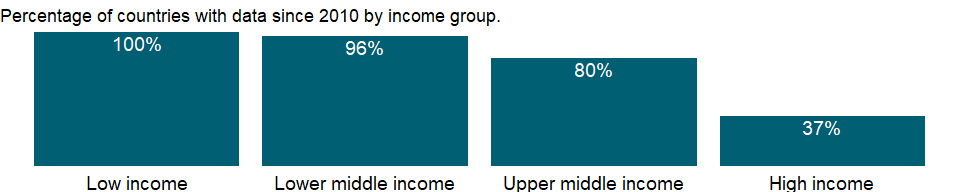 Percentage of countries with data since 2010 by income group.
100%
96%
80%
37%
Low income
Lower middle income
Upper middle income
High income